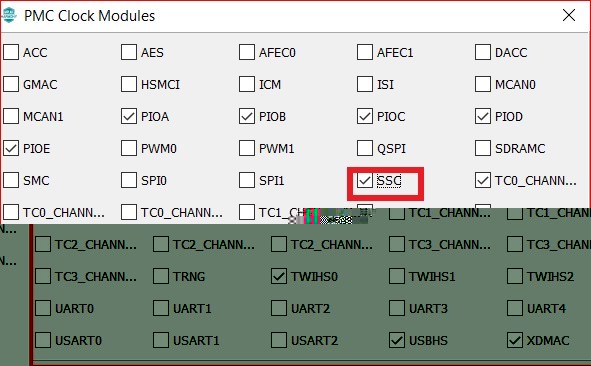 PMC Clock Modules
ACC AES AFEC0 AFEC1 DACC
GMAC HSMCI ICM ISI MCAN0
MCAN1 PIOA PIOB PIOC PIOD
PIOE PWM0 PWM1 QSPI SDRAMC
SMC SPI0 SPI1 SSC TC0_CHANN...
TC0_CHANN... TC0_CHANN... TC1_CH TC1_CHANN... TC1_CHANN...
TC2_CHANN... TC2_CHANN... TC2_CHANN... TC3_CHANN... TC3_CHANN...
TC3_CHANN... TRNG TWIHS0 TWIHS1 TWIHS2
UART0 UART1 UART2 UART3 UART4
USART0 USART1 USART2 USBHS XDMAC